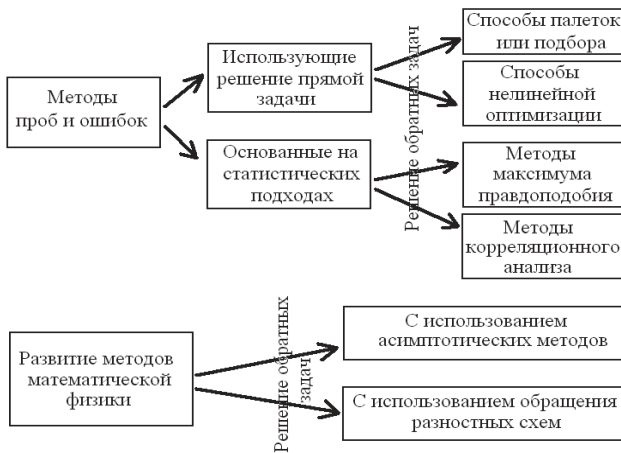 Методы
проб и ошибок
Использующие
решение прямой
задачи
Основанные на
статистических
подходах
Решение обратных задач
Способы палеток
или подбора
Способы
нелинейной
оптимизации
Методы
максимума
правдоподобия
Методы
корреляционного
анализа
Развитие методов
математической
физики
Решение обратных
задач
С использованием
асимптотических методов
С использованием обращения
разностных схем